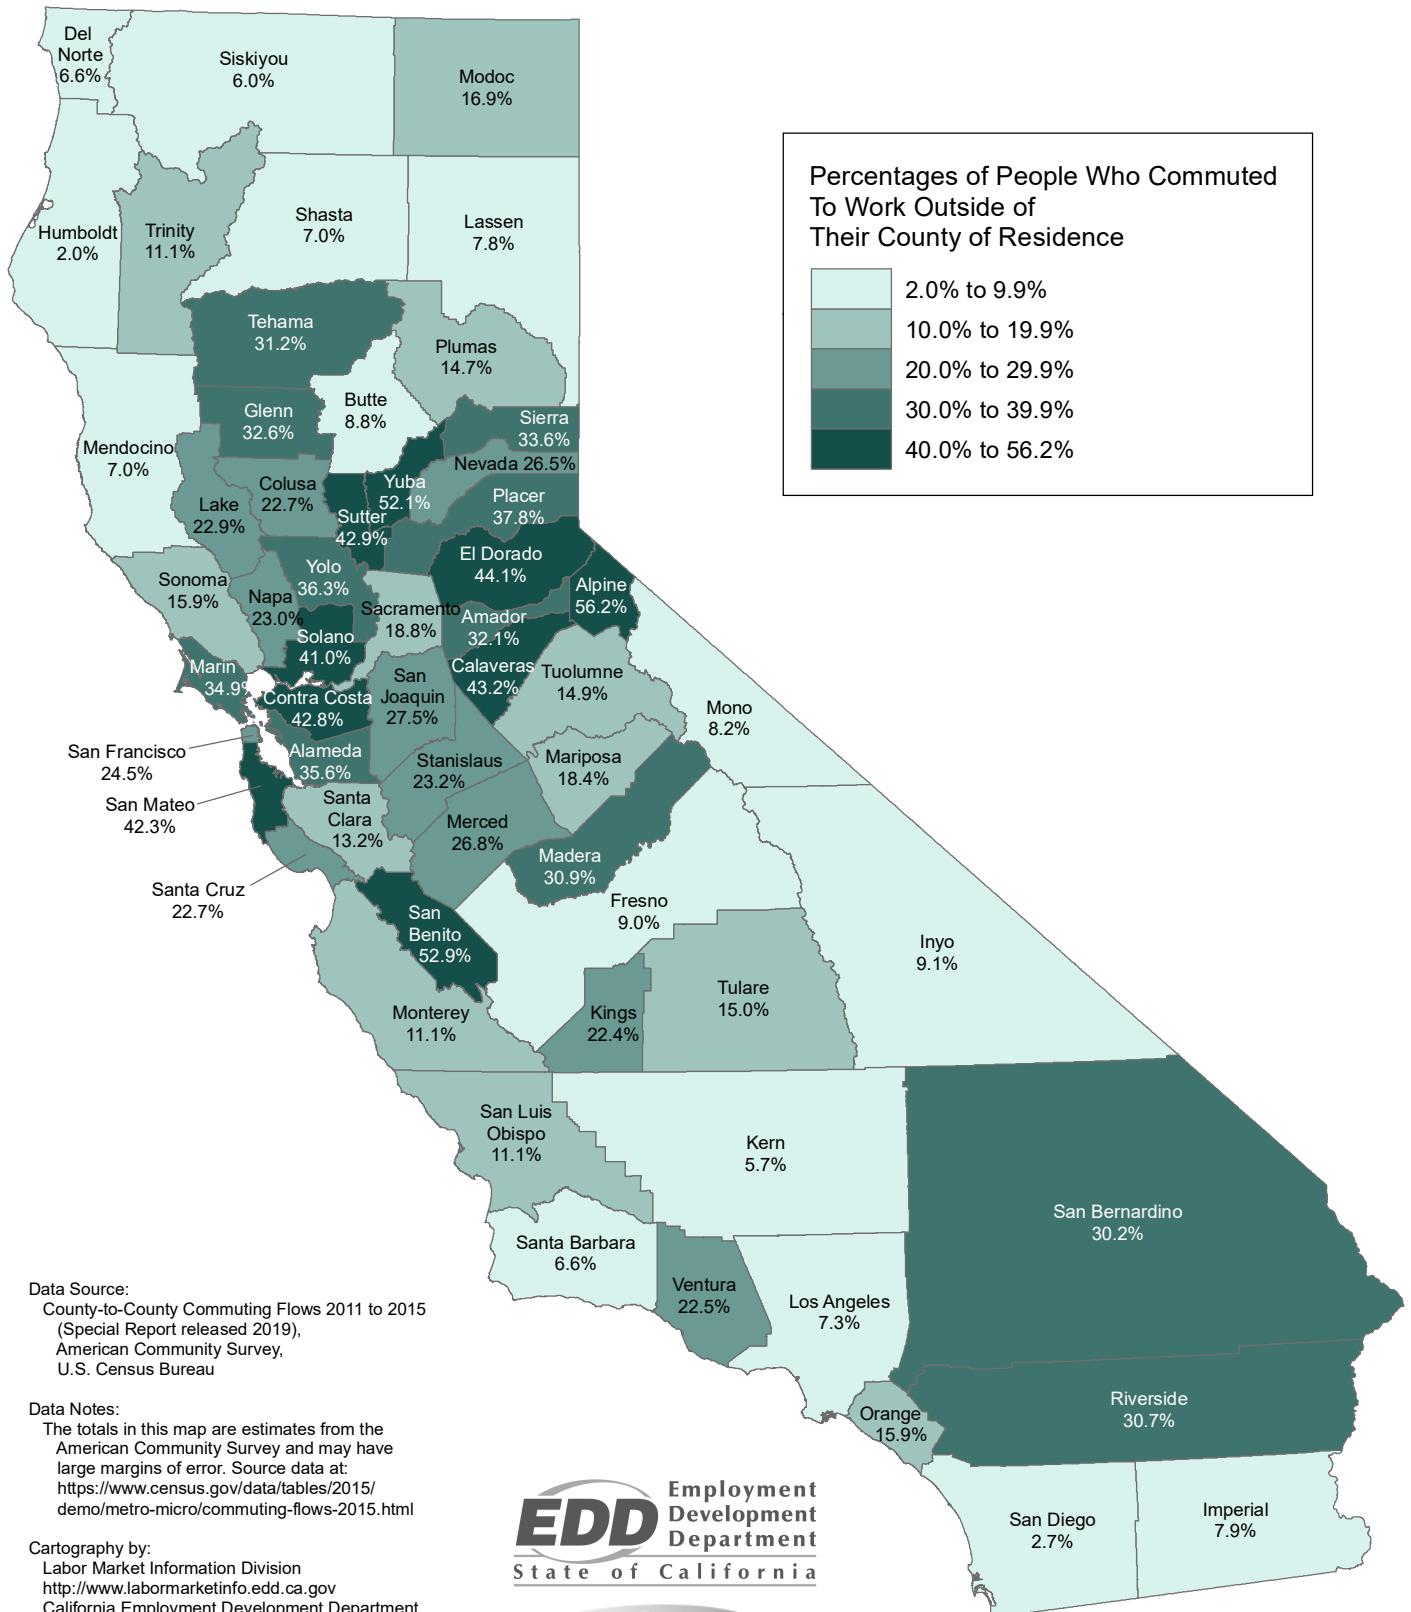 Del
Norte
6.6%
Siskiyou
6.0%
Modoc
16.9%
Percentages of People Who Commuted
To Work Outside of
Their County of Residence
2.0% to 9.9%
10.0% to 19.9%
20.0% to 29.9%
30.0% to 39.9%
40.0% to 56.2%
Humboldt
2.0%
Trinity
11.1%
Shasta
7.0%
Lassen
7.8%
Tehama
31.2%
Plumas
14.7%
Butte
8.8%
Glenn
32.6%
Sierra
33.6%
Mendocino
7.0%
Nevada 26.5%
Colusa
22.7%
Yuba
52.1%
Lake
22.9%
Sutter
42.9%
Placer
37.8%
El Dorado
44.1%
Yolo
36.3%
Sonoma
15.9%
Napa
23.0%
Alpine
56.2%
Sacramento
18.8%
Amador
32.1%
Solano
41.0%
Marin
34.9%
Calaveras
43.2%
Tuolumne
14.9%
San
Joaquin
27.5%
Contra Costa
42.8%
Mono
8.2%
San Francisco
24.5%
Alameda
35.6%
Stanislaus
23.2%
Mariposa
18.4%
San Mateo
42.3%
Santa
Clara
13.2%
Merced
26.8%
Madera
30.9%
Santa Cruz
22.7%
Fresno
9.0%
San
Benito
52.9%
Inyo
9.1%
Tulare
15.0%
Kings
22.4%
Monterey
11.1%
San Luis
Obispo
11.1%
Kern
5.7%
San Bernardino
30.2%
Santa Barbara
6.6%
Ventura
22.5%
Los Angeles
7.3%
Orange
15.9%
Riverside
30.7%
San Diego
2.7%
Imperial
7.9%
Data Source:
County-to-County Commuting Flows 2011 to 2015
(Special Report released 2019),
American Community Survey,
U.S. Census Bureau
Data Notes:
The totals in this map are estimates from the
American Community Survey and may have
large margins of error. Source data at:
https://www.census.gov/data/tables/2015/
demo/metro-micro/commuting-flows-2015.html
Cartography by:
Labor Market Information Division
http://www.labormarketinfo.edd.ca.gov
California Employment Development Department
EDD
Employment
Development
Department
State of California